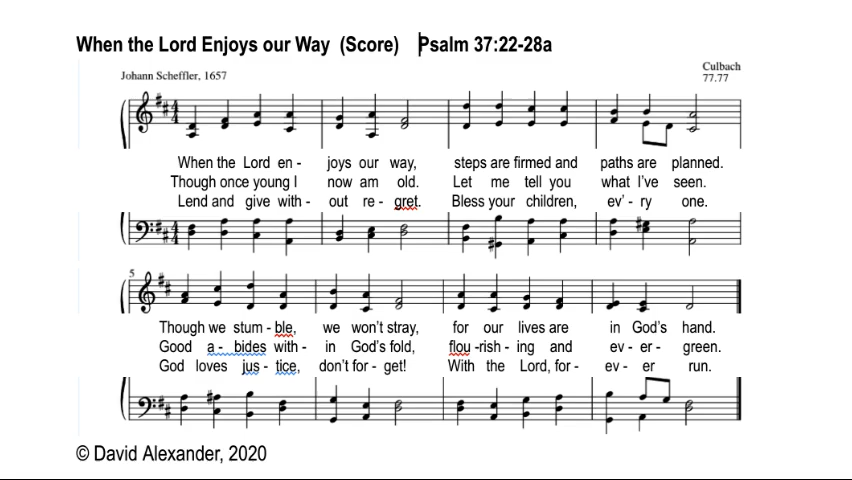 When the Lord Enjoys our Way (Score) Psalm 37:22-28a
Culbach
Johann Scheffler, 1657 77.77
When the Lord en - joys our way, steps are firmed and paths are planned.
Though once young I now am old. Let me tell you what I've seen.
Lend and give with - out re - gret. Bless your children, ev' - ry one.
5
Though we stum - ble, we won't stray, for our lives are in God's hand.
Good a - bides with - in God's fold, flou -rish - ing and ev - er - green.
God loves jus - tice, don't for - get! With the Lord, for - ev - er run.
© David Alexander, 2020